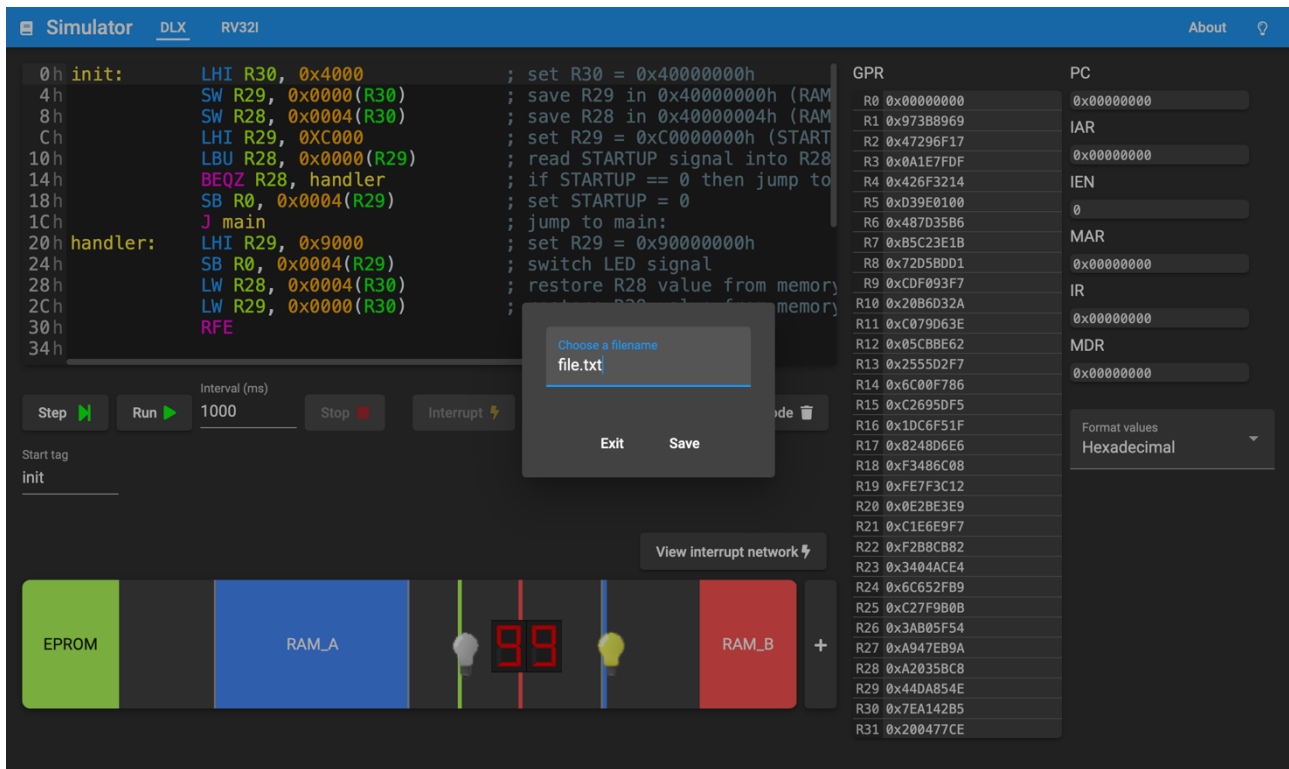 Simulator DLX RV32I About
0h init: LHI R30, 0x4000 ; set R30 = 0x40000000h
4h SW R29, 0x0000(R30) ; save R29 in 0x40000000h (RAM
8h SW R28, 0x0004(R30) ; save R28 in 0x40000004h (RAM
Ch LHI R29, 0XC000 ; set R29 = 0xC0000000h (START
10h LBU R28, 0x0000(R29) ; read STARTUP signal into R28
14h BEQZ R28, handler ; if STARTUP == 0 then jump to
18h SB R0, 0x0004(R29) ; set STARTUP = 0
1Ch J main ; jump to main:
20h handler: LHI R29, 0x9000 ; set R29 = 0x90000000h
24h SB R0, 0x0004(R29) ; switch LED signal
28h LW R28, 0x0004(R30) ; restore R28 value from memory
2Ch LW R29, 0x0000(R30) ; restore R29 value from memory
30h RFE
34h
Choose a filename
file.txt
Exit Save
Interval (ms)
Step Run 1000 Stop Interrupt
Start tag
init
View interrupt network
EPROM RAM_A 99 RAM_B +
GPR
R0 0x00000000
R1 0x973B8969
R2 0x47296F17
R3 0x0A1E7FDF
R4 0x426F3214
R5 0xD39E0100
R6 0x487D35B6
R7 0xB5C23E1B
R8 0x72D5BDD1
R9 0xCDF093F7
R10 0x20B6D32A
R11 0xC079D63E
R12 0x05CBBE62
R13 0x2555D2F7
R14 0x6C00F786
R15 0xC2695DF5
R16 0x1DC6F51F
R17 0x8248D6E6
R18 0xF3486C08
R19 0xFE7F3C12
R20 0x0E2BE3E9
R21 0xC1E6E9F7
R22 0xF2B8CB82
R23 0x3404ACE4
R24 0x6C652FB9
R25 0xC27F9B0B
R26 0x3AB05F54
R27 0xA947EB9A
R28 0xA2035BC8
R29 0x44DA854E
R30 0x7EA142B5
R31 0x200477CE
PC
0x00000000
IAR
0x00000000
IEN
0
MAR
0x00000000
IR
0x00000000
MDR
0x00000000
Format values
Hexadecimal